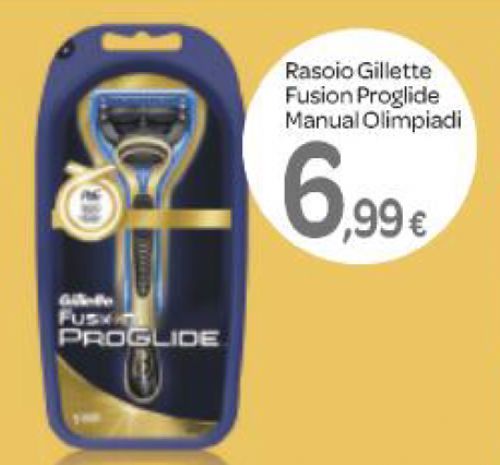 Rasoio Gillette
Fusion Proglide
Manual Olimpiadi
6,99 €
Gillette
FUSION
PROGLIDE